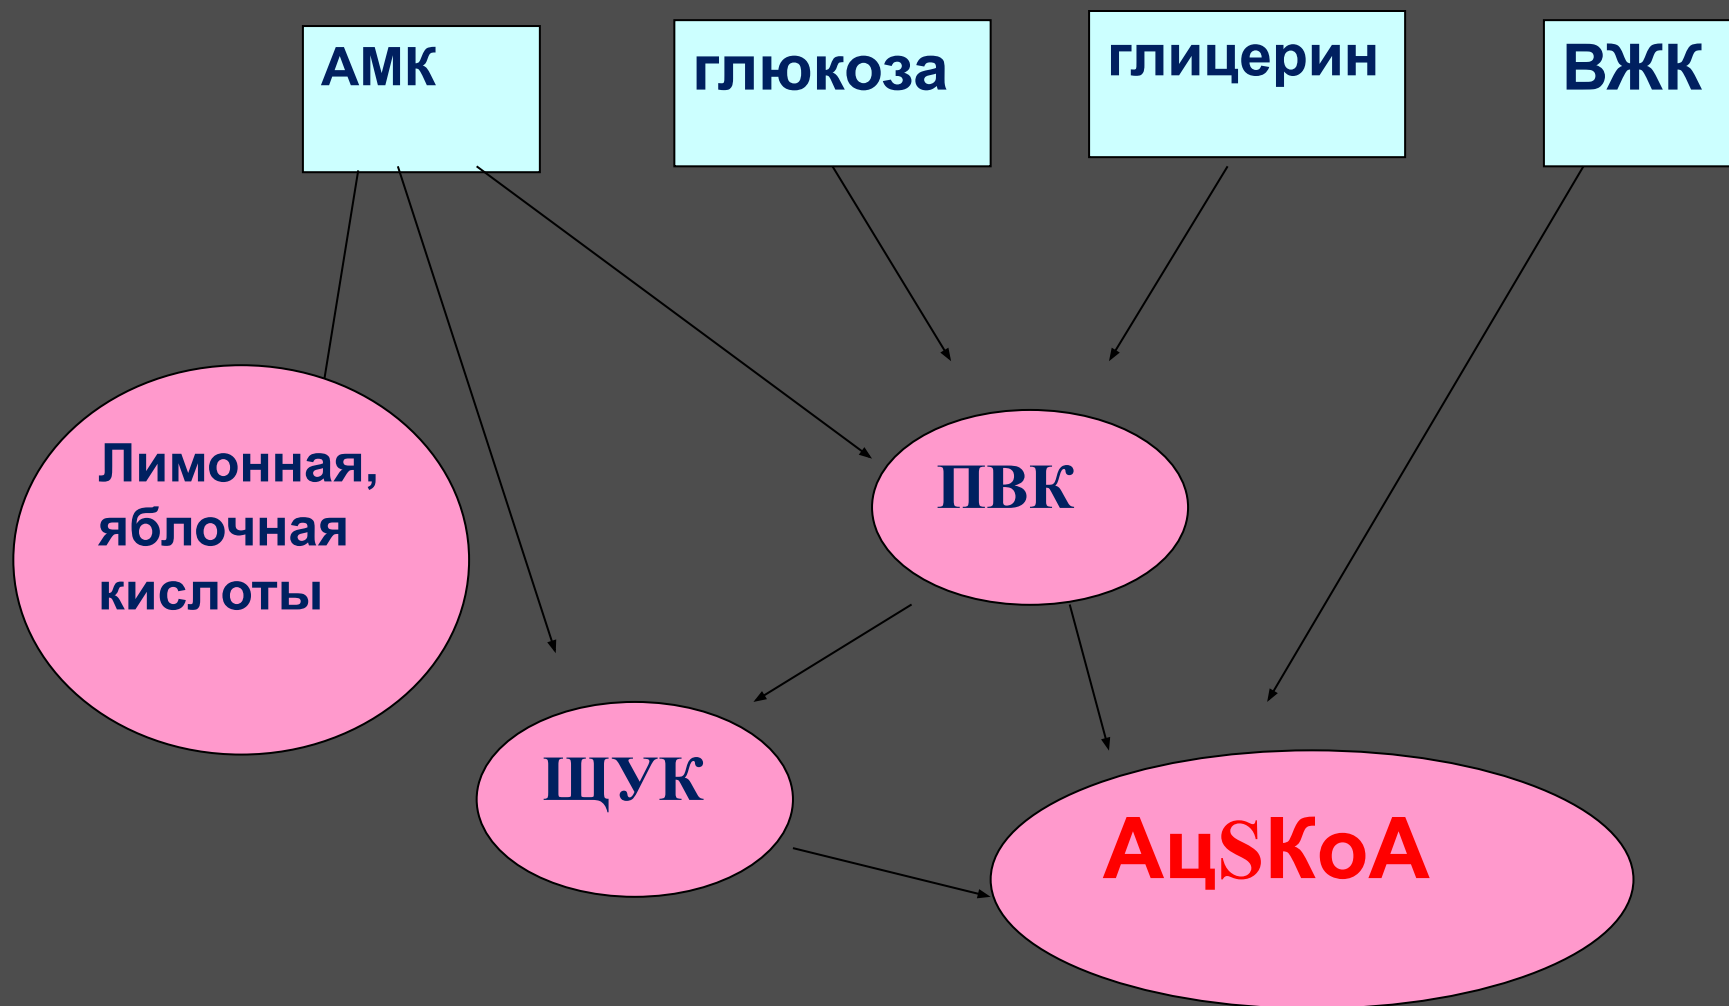 АМК
глюкоза
глицерин
ВЖК
Лимонная,
яблочная
кислоты
ПВК
ЩУК
АцSКоА